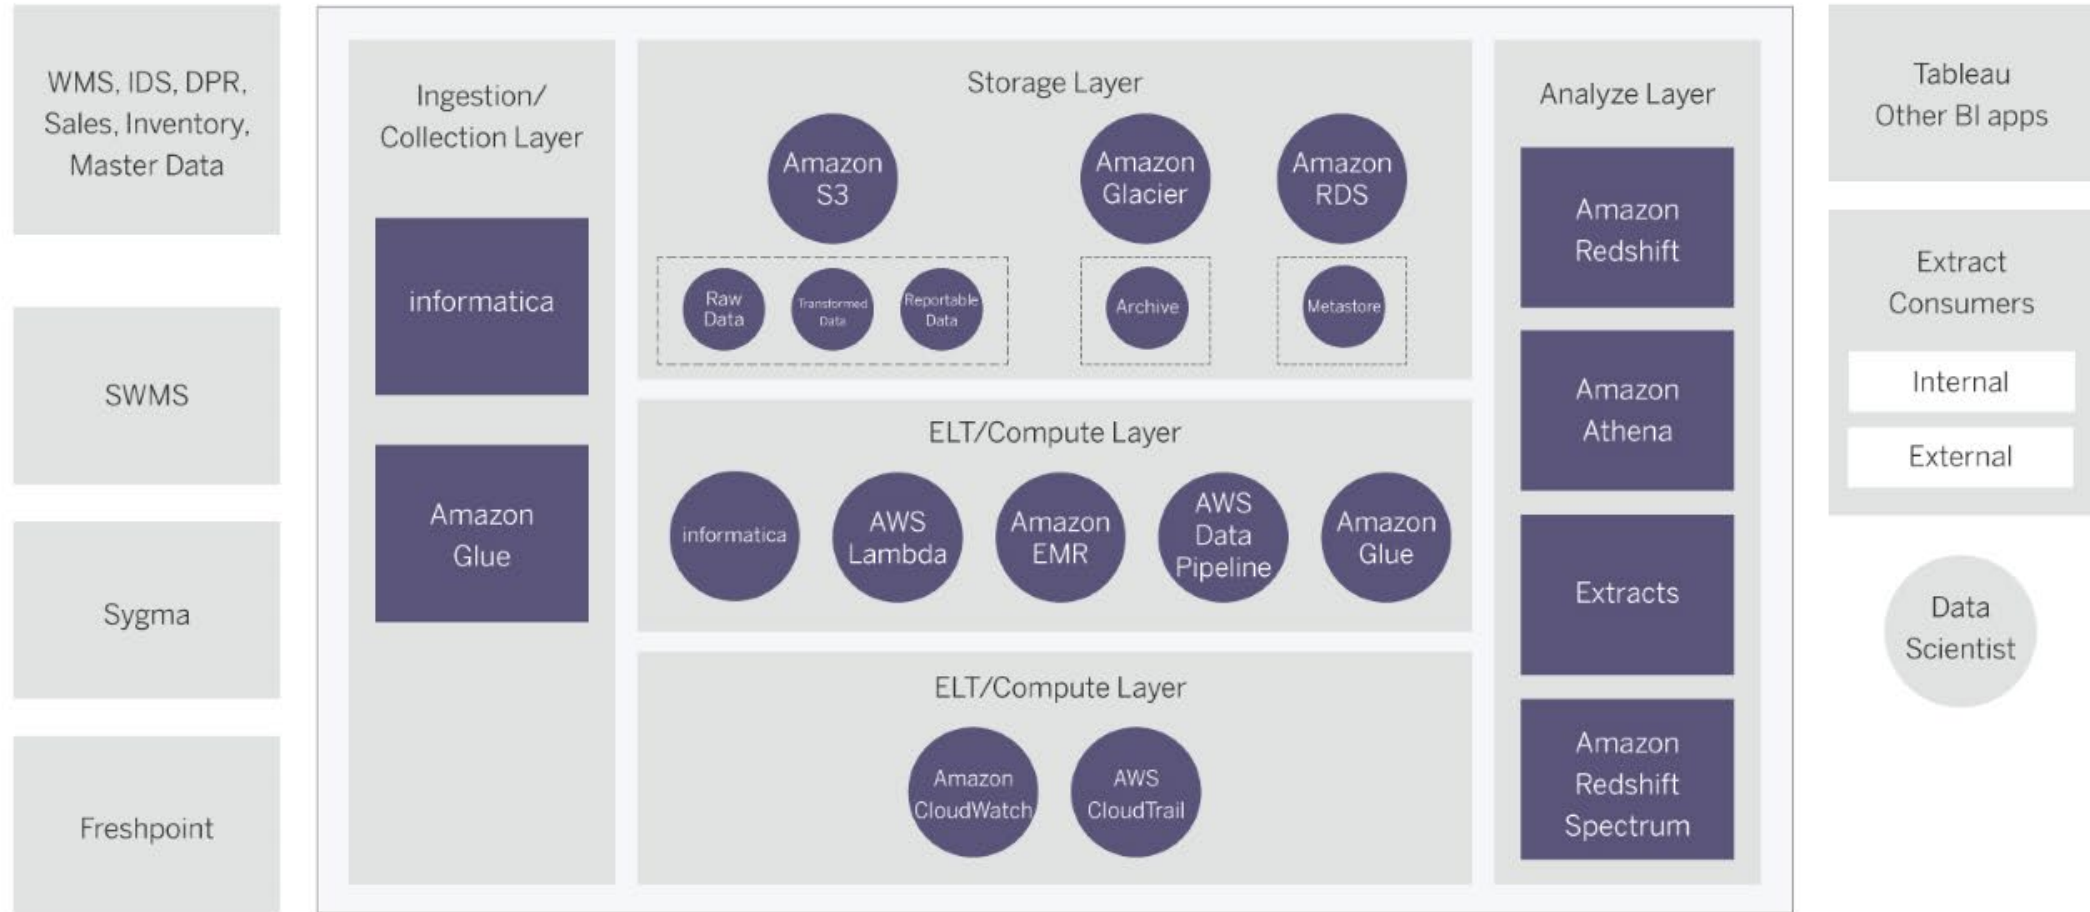 WMS, IDS, DPR,
Sales, Inventory,
Master Data
SWMS
Sygma
Freshpoint
Ingestion/
Collection Layer
informatica
Amazon
Glue
Storage Layer
Amazon
S3
Amazon
Glacier
Amazon
RDS
Raw
Data
Transformed
Data
Reportable
Data
Archive
Metastore
ELT/Compute Layer
informatica
AWS
Lambda
Amazon
EMR
AWS
Data
Pipeline
Amazon
Glue
ELT/Compute Layer
Amazon
CloudWatch
AWS
CloudTrail
Analyze Layer
Amazon
Redshift
Amazon
Athena
Extracts
Amazon
Redshift
Spectrum
Tableau
Other BI apps
Extract
Consumers
Internal
External
Data
Scientist